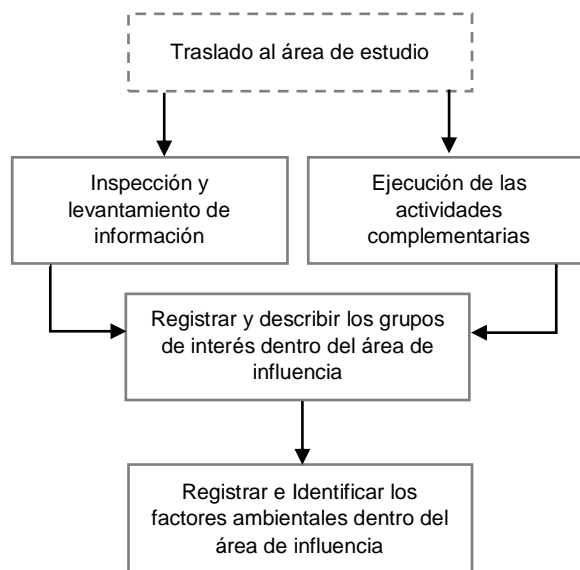 Traslado al área de estudio
Inspección y
levantamiento de
información
Ejecución de las
actividades
complementarias
Registrar y describir los grupos
de interés dentro del área de
influencia
Registrar e Identificar los
factores ambientales dentro del
área de influencia